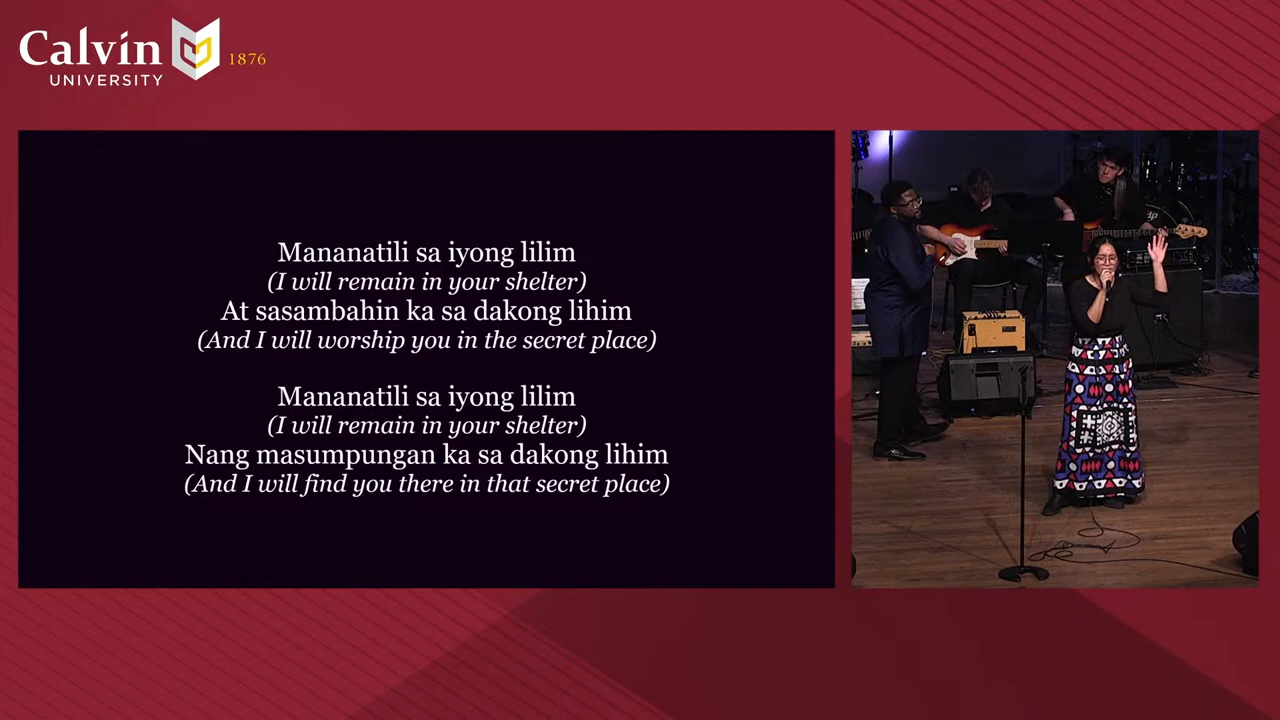 Calvin
UNIVERSITY
1876
Mananatili sa iyong lilim
(I will remain in your shelter)
At sasambahin ka sa dakong lihim
(And I will worship you in the secret place)
Mananatili sa iyong lilim
(I will remain in your shelter)
Nang masumpungan ka sa dakong lihim
(And I will find you there in that secret place)